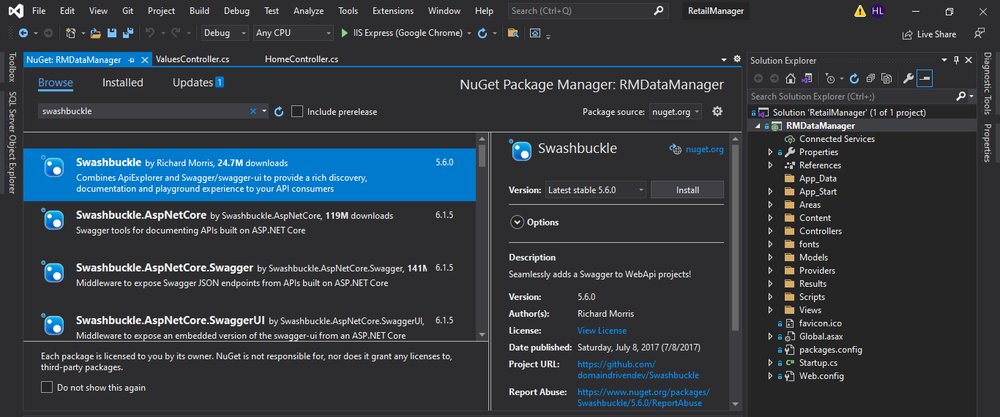 File Edit View Git Project Build Debug Test Analyze Tools Extensions Window Help Search (Ctrl+Q) RetailManager HL
Debug Any CPU IIS Express (Google Chrome) Live Share
Toolbox
SQL Server Object Explorer
NuGet: RMDataManager ValuesController.cs HomeController.cs
Browse Installed Updates 1
NuGet Package Manager: RMDataManager
swashbuckle Include prerelease Package source: nuget.org
Swashbuckle by Richard Morris, 24.7M downloads 5.6.0
Combines ApiExplorer and Swagger/swagger-ui to provide a rich discovery,
documentation and playground experience to your API consumers
Swashbuckle.AspNetCore by Swashbuckle.AspNetCore, 119M downloads 6.1.5
Swagger tools for documenting APIs built on ASP.NET Core
Swashbuckle.AspNetCore.Swagger by Swashbuckle.AspNetCore.Swagger, 141M 6.1.5
Middleware to expose Swagger JSON endpoints from APIs built on ASP.NET Core
Swashbuckle.AspNetCore.SwaggerUI by Swashbuckle.AspNetCore.SwaggerUI, 6.1.5
Middleware to expose an embedded version of the swagger-ui from an ASP.NET Core
Each package is licensed to you by its owner. NuGet is not responsible, nor does it grant any licenses to,
third-party packages.
Do not show this again
Swashbuckle nuget.org
Version: Latest stable 5.6.0 Install
Options
Description
Seamlessly adds a Swagger to WebApi projects!
Version: 5.6.0
Author(s): Richard Morris
License: View License
Date published: Saturday, July 8, 2017 (7/8/2017)
Project URL: https://github.com/
domaindrivendev/Swashbuckle
Report Abuse: https://www.nuget.org/packages/
Swashbuckle/5.6.0/ReportAbuse
Solution Explorer
Search Solution Explorer (Ctrl+;)
Solution 'RetailManager' (1 of 1 project)
RMDataManager
Connected Services
Properties
References
App_Data
App_Start
Areas
Content
Controllers
fonts
Models
Providers
Results
Scripts
Views
favicon.ico
Global.asax
packages.config
C# Startup.cs
Web.config
Diagnostic Tools
Properties